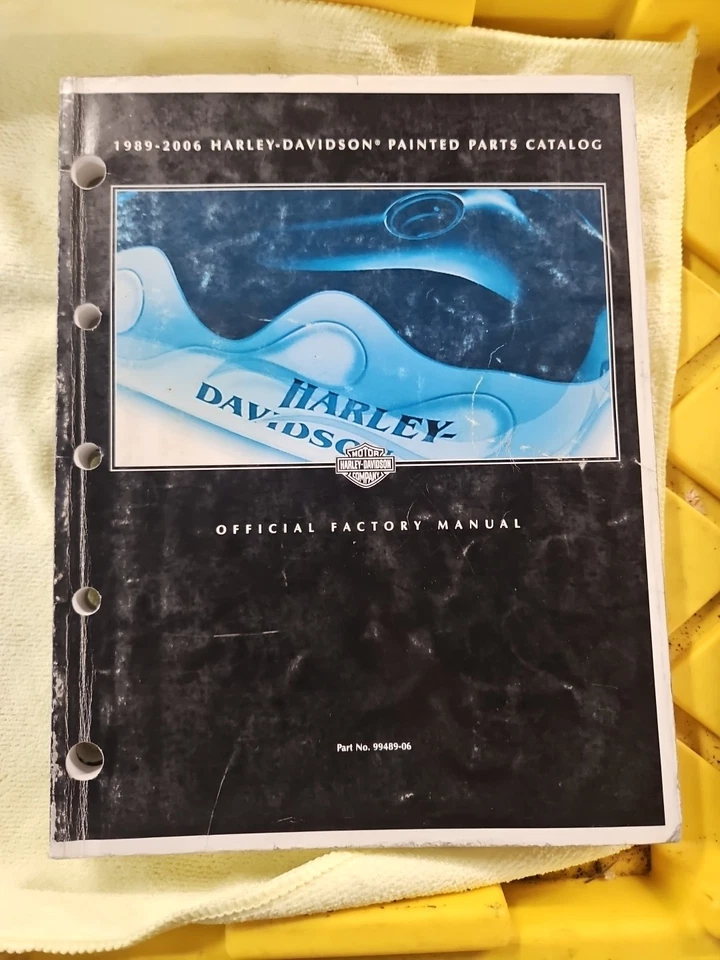 1989-2006 HARLEY-DAVIDSON® PAINTED PARTS CATALOG
HARLEY-
DAVIDSO
MOTOR
HARLEY-DAVIDSON
COMPANY
OFFICIAL FACTORY MANUAL
Part No. 99489-06